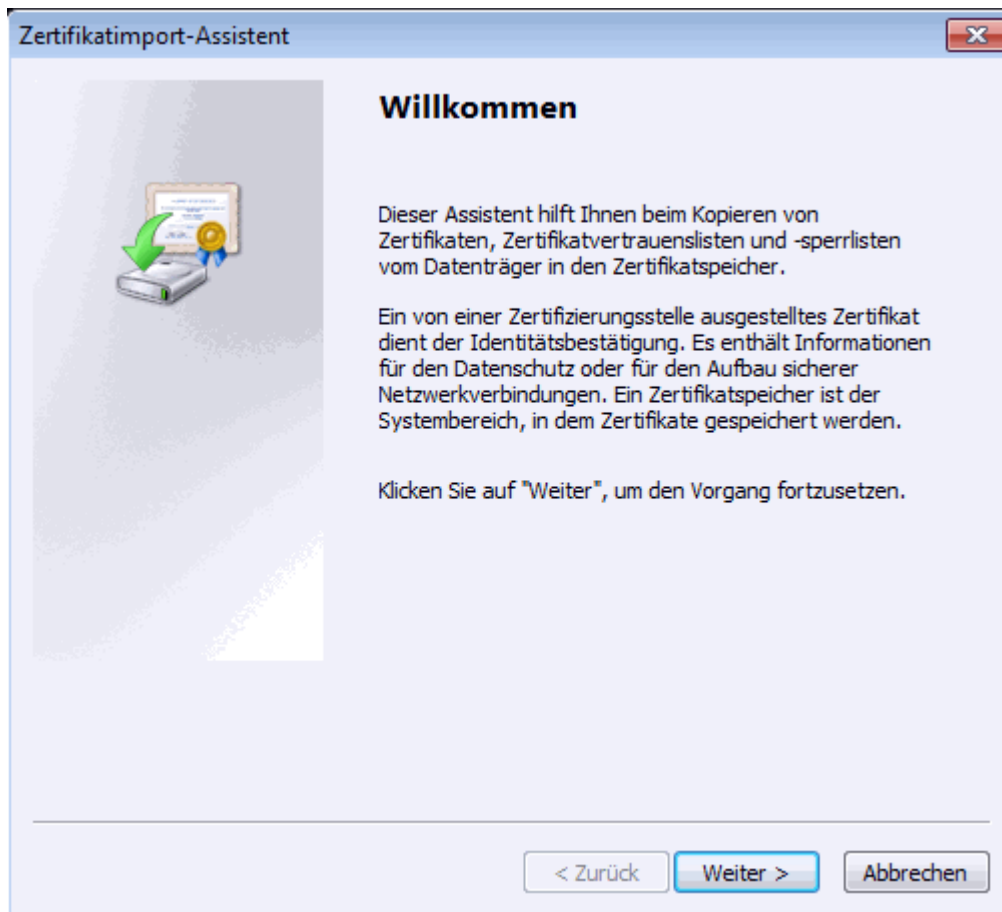 Zertifikatimport-Assistent
Willkommen
Dieser Assistent hilft Ihnen beim Kopieren von
Zertifikaten, Zertifikatvertrauenslisten und -sperrlisten
vom Datenträger in den Zertifikatspeicher.
Ein von einer Zertifizierungsstelle ausgestelltes Zertifikat
dient der Identitätsbestätigung. Es enthält Informationen
für den Datenschutz oder für den Aufbau sicherer
Netzwerkverbindungen. Ein Zertifikatspeicher ist der
Systembereich, in dem Zertifikate gespeichert werden.
Klicken Sie auf "Weiter", um den Vorgang fortzusetzen.
< Zurück Weiter > Abbrechen